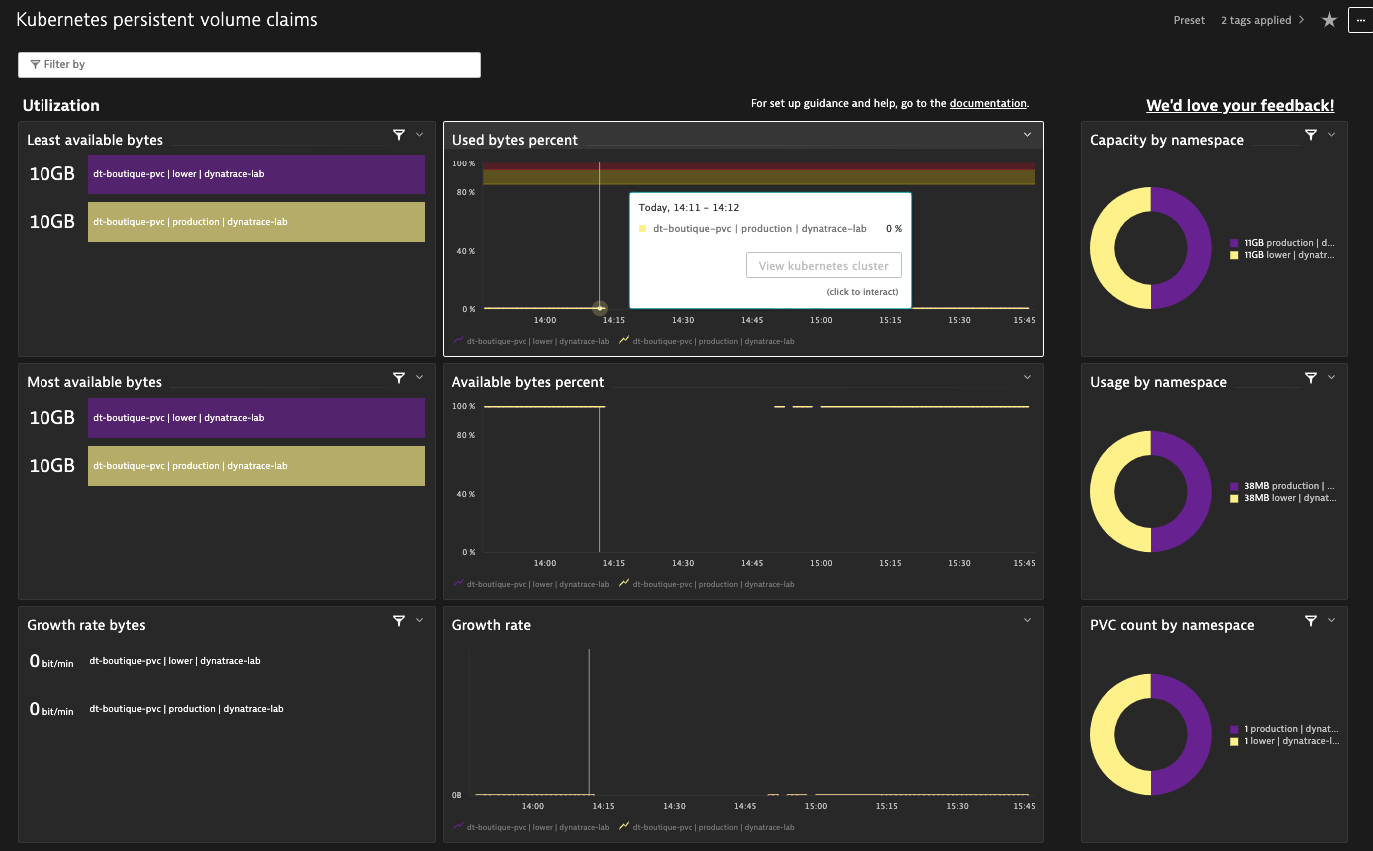 Kubernetes persistent volume claims
Preset 2 tags applied
Filter by
Utilization
For set up guidance and help, go to the documentation.
We'd love your feedback!
Least available bytes
10GB dt-boutique-pvc | lower | dynatrace-lab
10GB dt-boutique-pvc | production | dynatrace-lab
Used bytes percent
100 %
80 %
40 %
0 %
Today, 14:11 – 14:12
dt-boutique-pvc | production | dynatrace-lab 0 %
View kubernetes cluster
(click to interact)
14:00 14:15 14:30 14:45 15:00 15:15 15:30 15:45
dt-boutique-pvc | lower | dynatrace-lab dt-boutique-pvc | production | dynatrace-lab
Capacity by namespace
11GB production | d...
11GB lower | dynatr...
Most available bytes
10GB dt-boutique-pvc | lower | dynatrace-lab
10GB dt-boutique-pvc | production | dynatrace-lab
Available bytes percent
100 %
80 %
40 %
0 %
14:00 14:15 14:30 14:45 15:00 15:15 15:30 15:45
dt-boutique-pvc | lower | dynatrace-lab dt-boutique-pvc | production | dynatrace-lab
Usage by namespace
38MB production | ...
38MB lower | dynat...
Growth rate bytes
0 bit/min dt-boutique-pvc | lower | dynatrace-lab
0 bit/min dt-boutique-pvc | production | dynatrace-lab
Growth rate
0B
14:00 14:15 14:30 14:45 15:00 15:15 15:30 15:45
dt-boutique-pvc | lower | dynatrace-lab dt-boutique-pvc | production | dynatrace-lab
PVC count by namespace
1 production | dynat...
1 lower | dynatrace-l...